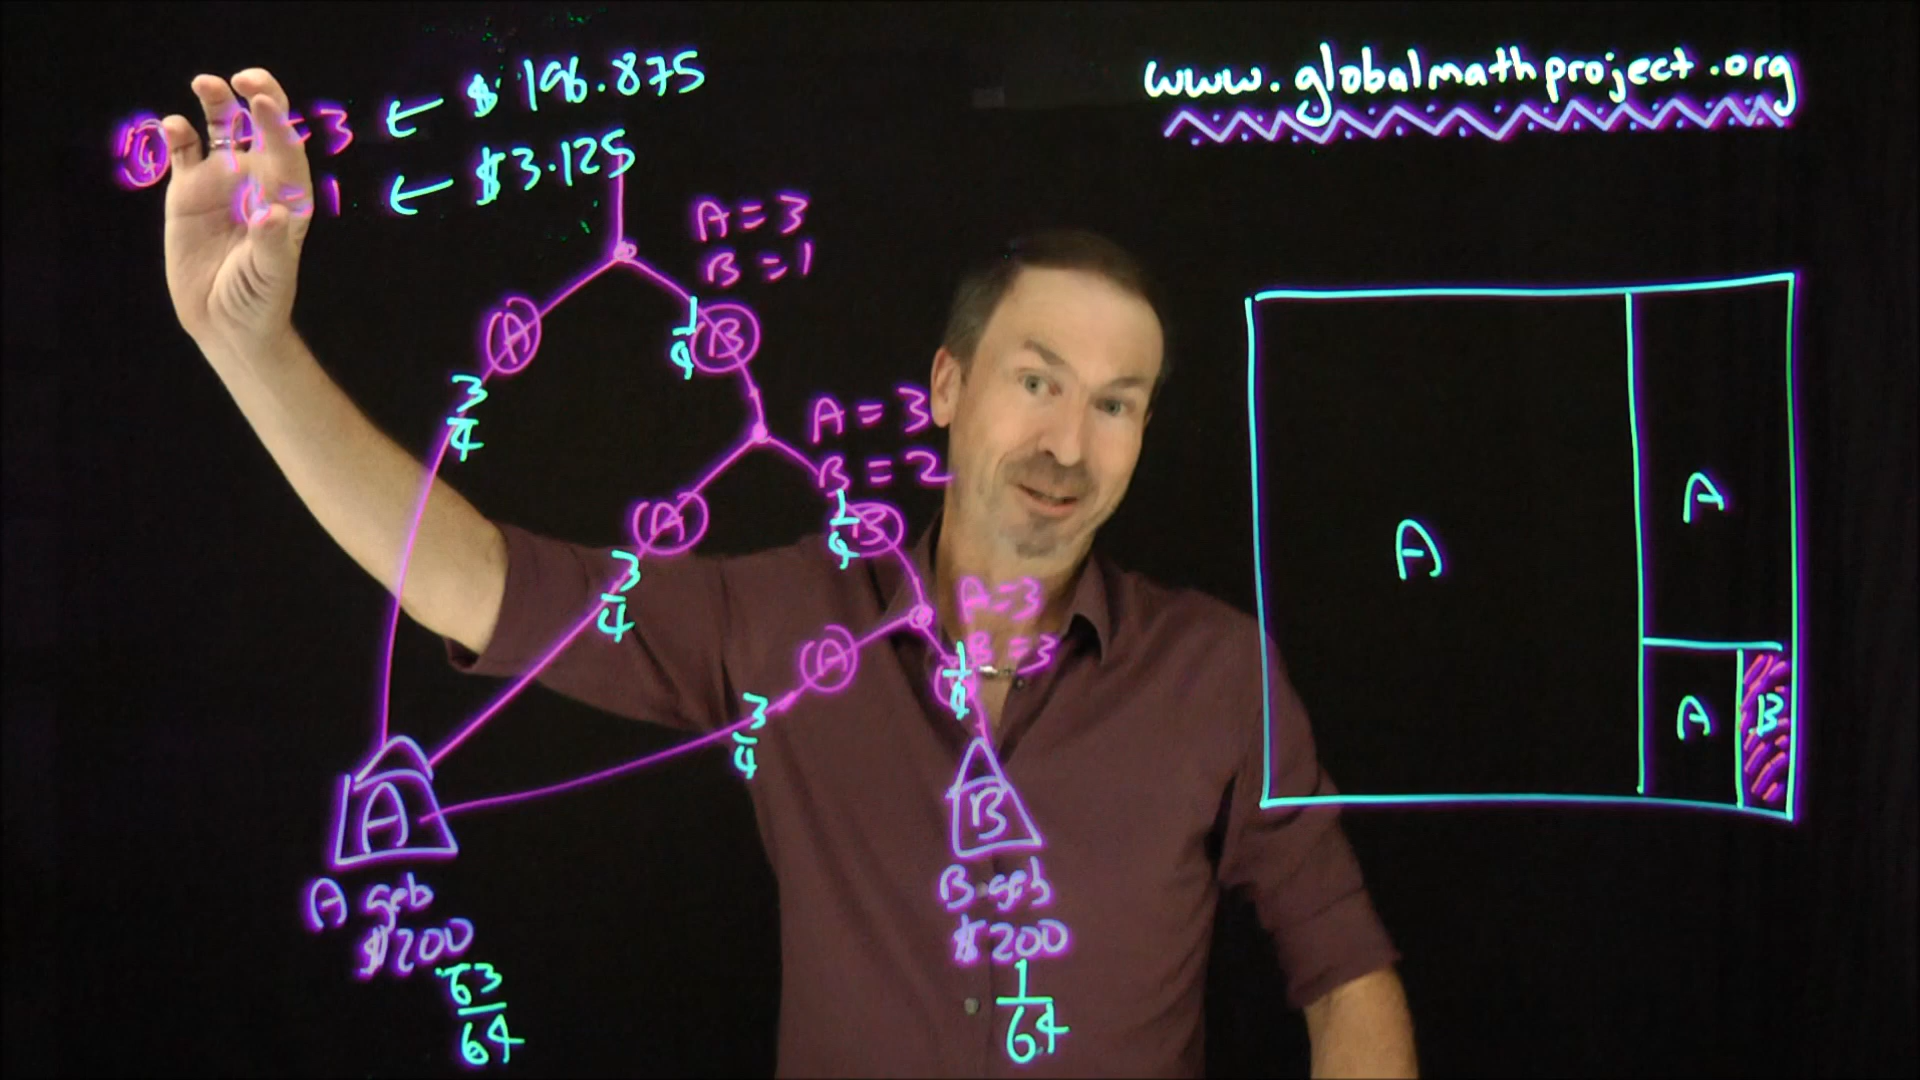 A = 3 ← $196.875
= 1 ← $3.125
www.globalmathproject.org
A = 3
B = 1
A
1/4
B
3/4
A = 3
B = 2
A
1/4
B
3/4
A = 3
B = 3
A
1/4
3/4
A
B
A gets
$200
63/64
B gets
$200
1/64
A
A
A
B